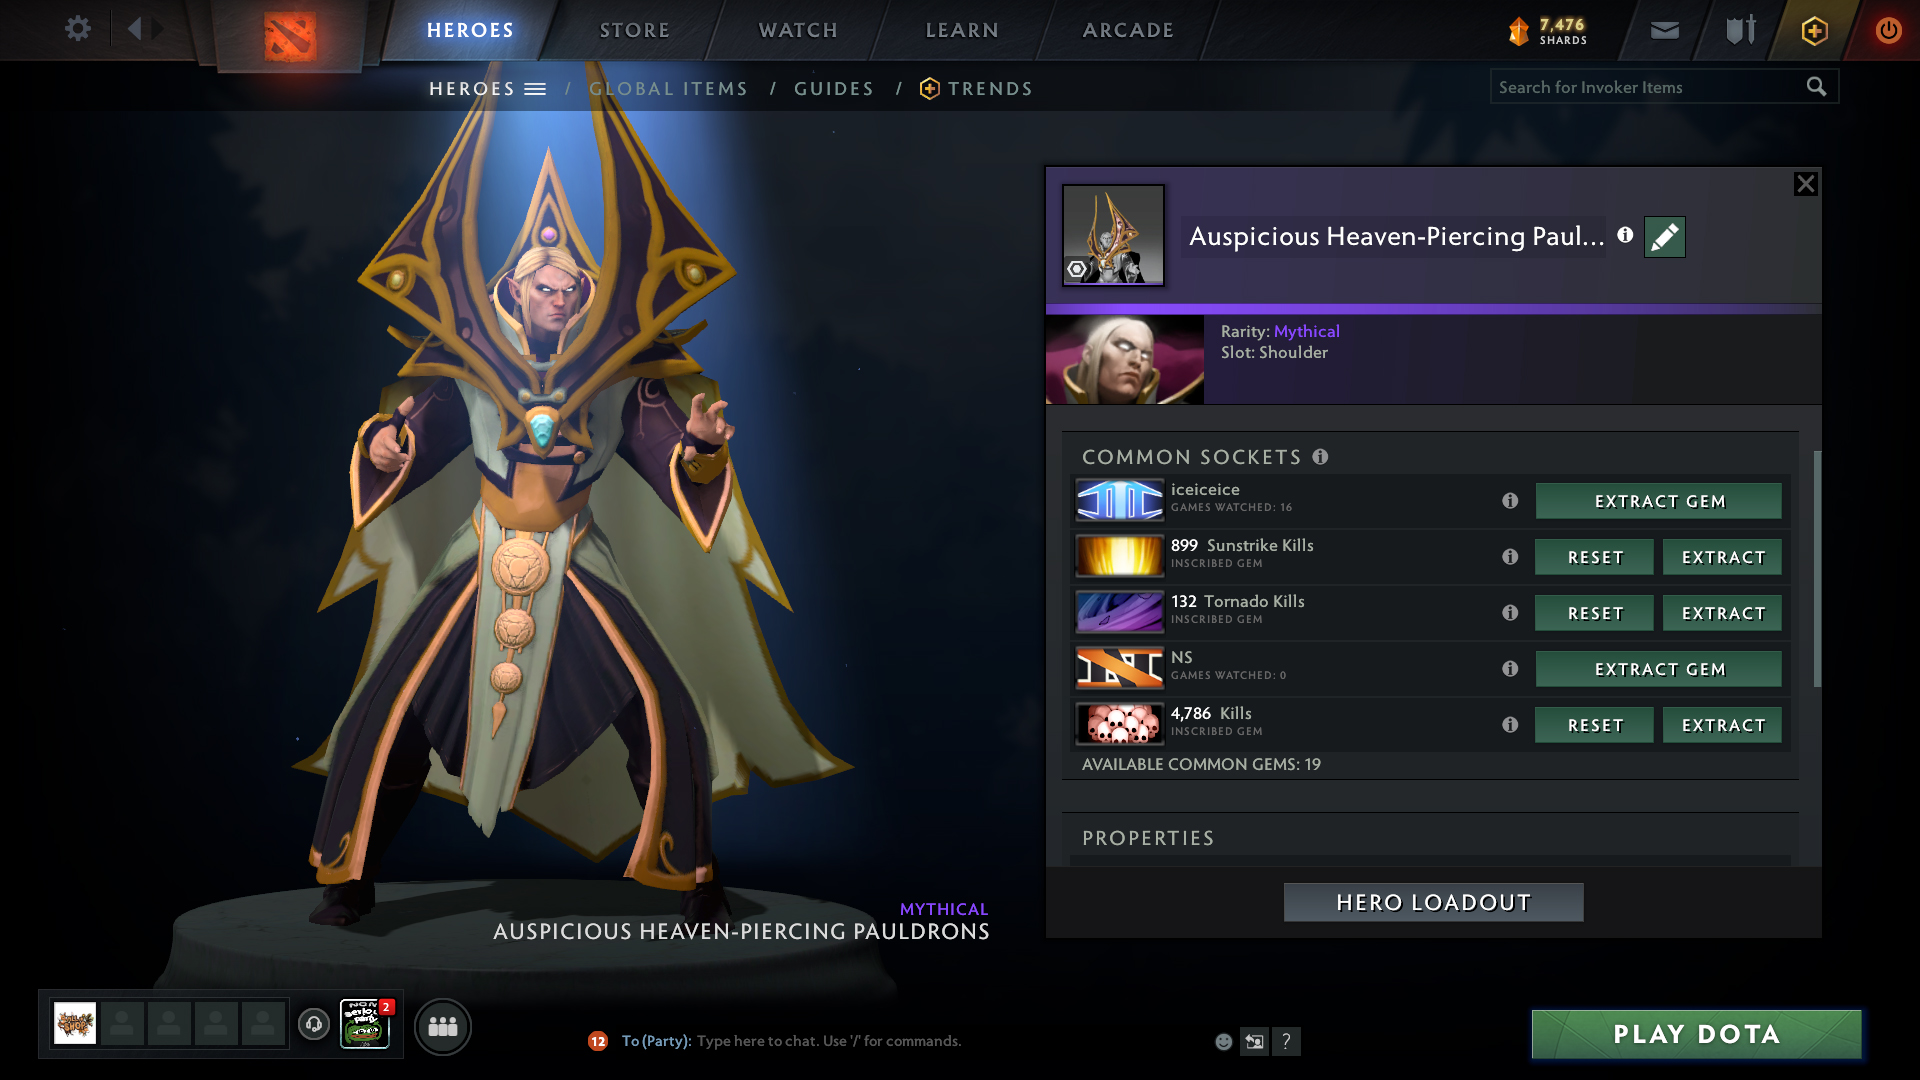 HEROES
STORE
WATCH
LEARN
ARCADE
7,476
SHARDS
HEROES / GLOBAL ITEMS / GUIDES / TRENDS
Search for Invoker Items
Auspicious Heaven-Piercing Paul...
Rarity: Mythical
Slot: Shoulder
COMMON SOCKETS
iceiceice
GAMES WATCHED: 16
EXTRACT GEM
899 Sunstrike Kills
INSCRIBED GEM
RESET
EXTRACT
132 Tornado Kills
INSCRIBED GEM
RESET
EXTRACT
NS
GAMES WATCHED: 0
EXTRACT GEM
4,786 Kills
INSCRIBED GEM
RESET
EXTRACT
AVAILABLE COMMON GEMS: 19
PROPERTIES
HERO LOADOUT
MYTHICAL
AUSPICIOUS HEAVEN-PIERCING PAULDRONS
2
12
To (Party): Type here to chat. Use '/' for commands.
?
PLAY DOTA